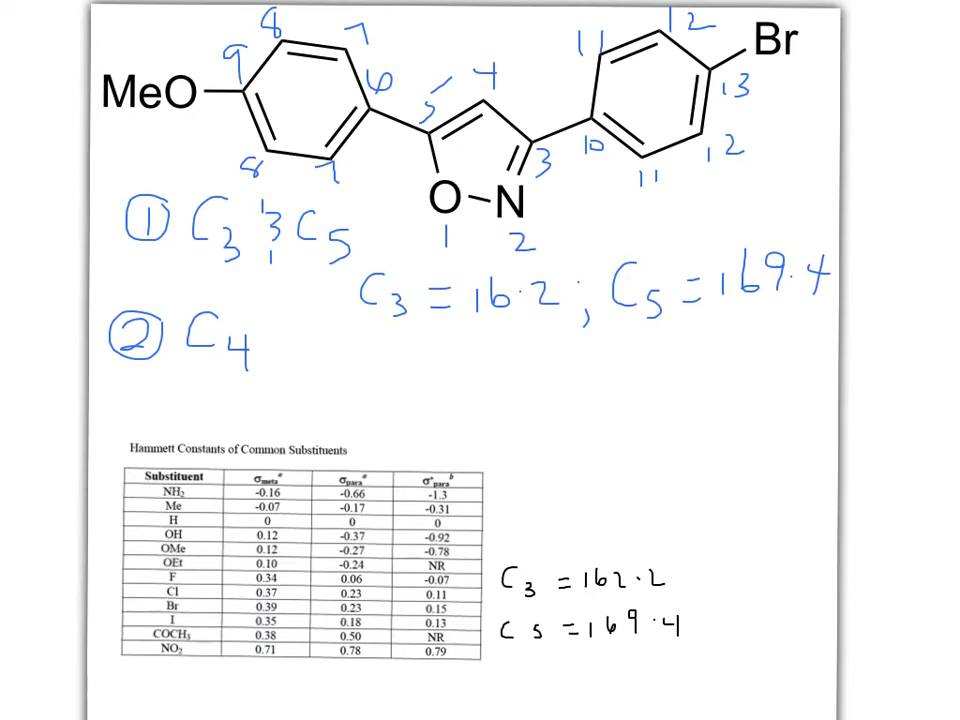 8 7 12
11 Br
9 6 4
MeO 5 13
8 7 10 3 11 12
O N
1 2
① C3 & C5
C3 = 16.2 ; C5 = 169.4
② C4
Hammett Constants of Common Substituents
Substituent σmeta^a σpara^a σ+para^b
NH2 -0.16 -0.66 -1.3
Me -0.07 -0.17 -0.31
H 0 0 0
OH 0.12 -0.37 -0.92
OMe 0.12 -0.27 -0.78
OEt 0.10 -0.24 NR
F 0.34 0.06 -0.07
Cl 0.37 0.23 0.11
Br 0.39 0.23 0.15
I 0.35 0.18 0.13
COCH3 0.38 0.50 NR
NO2 0.71 0.78 0.79
C3 = 162.2
C5 = 169.4